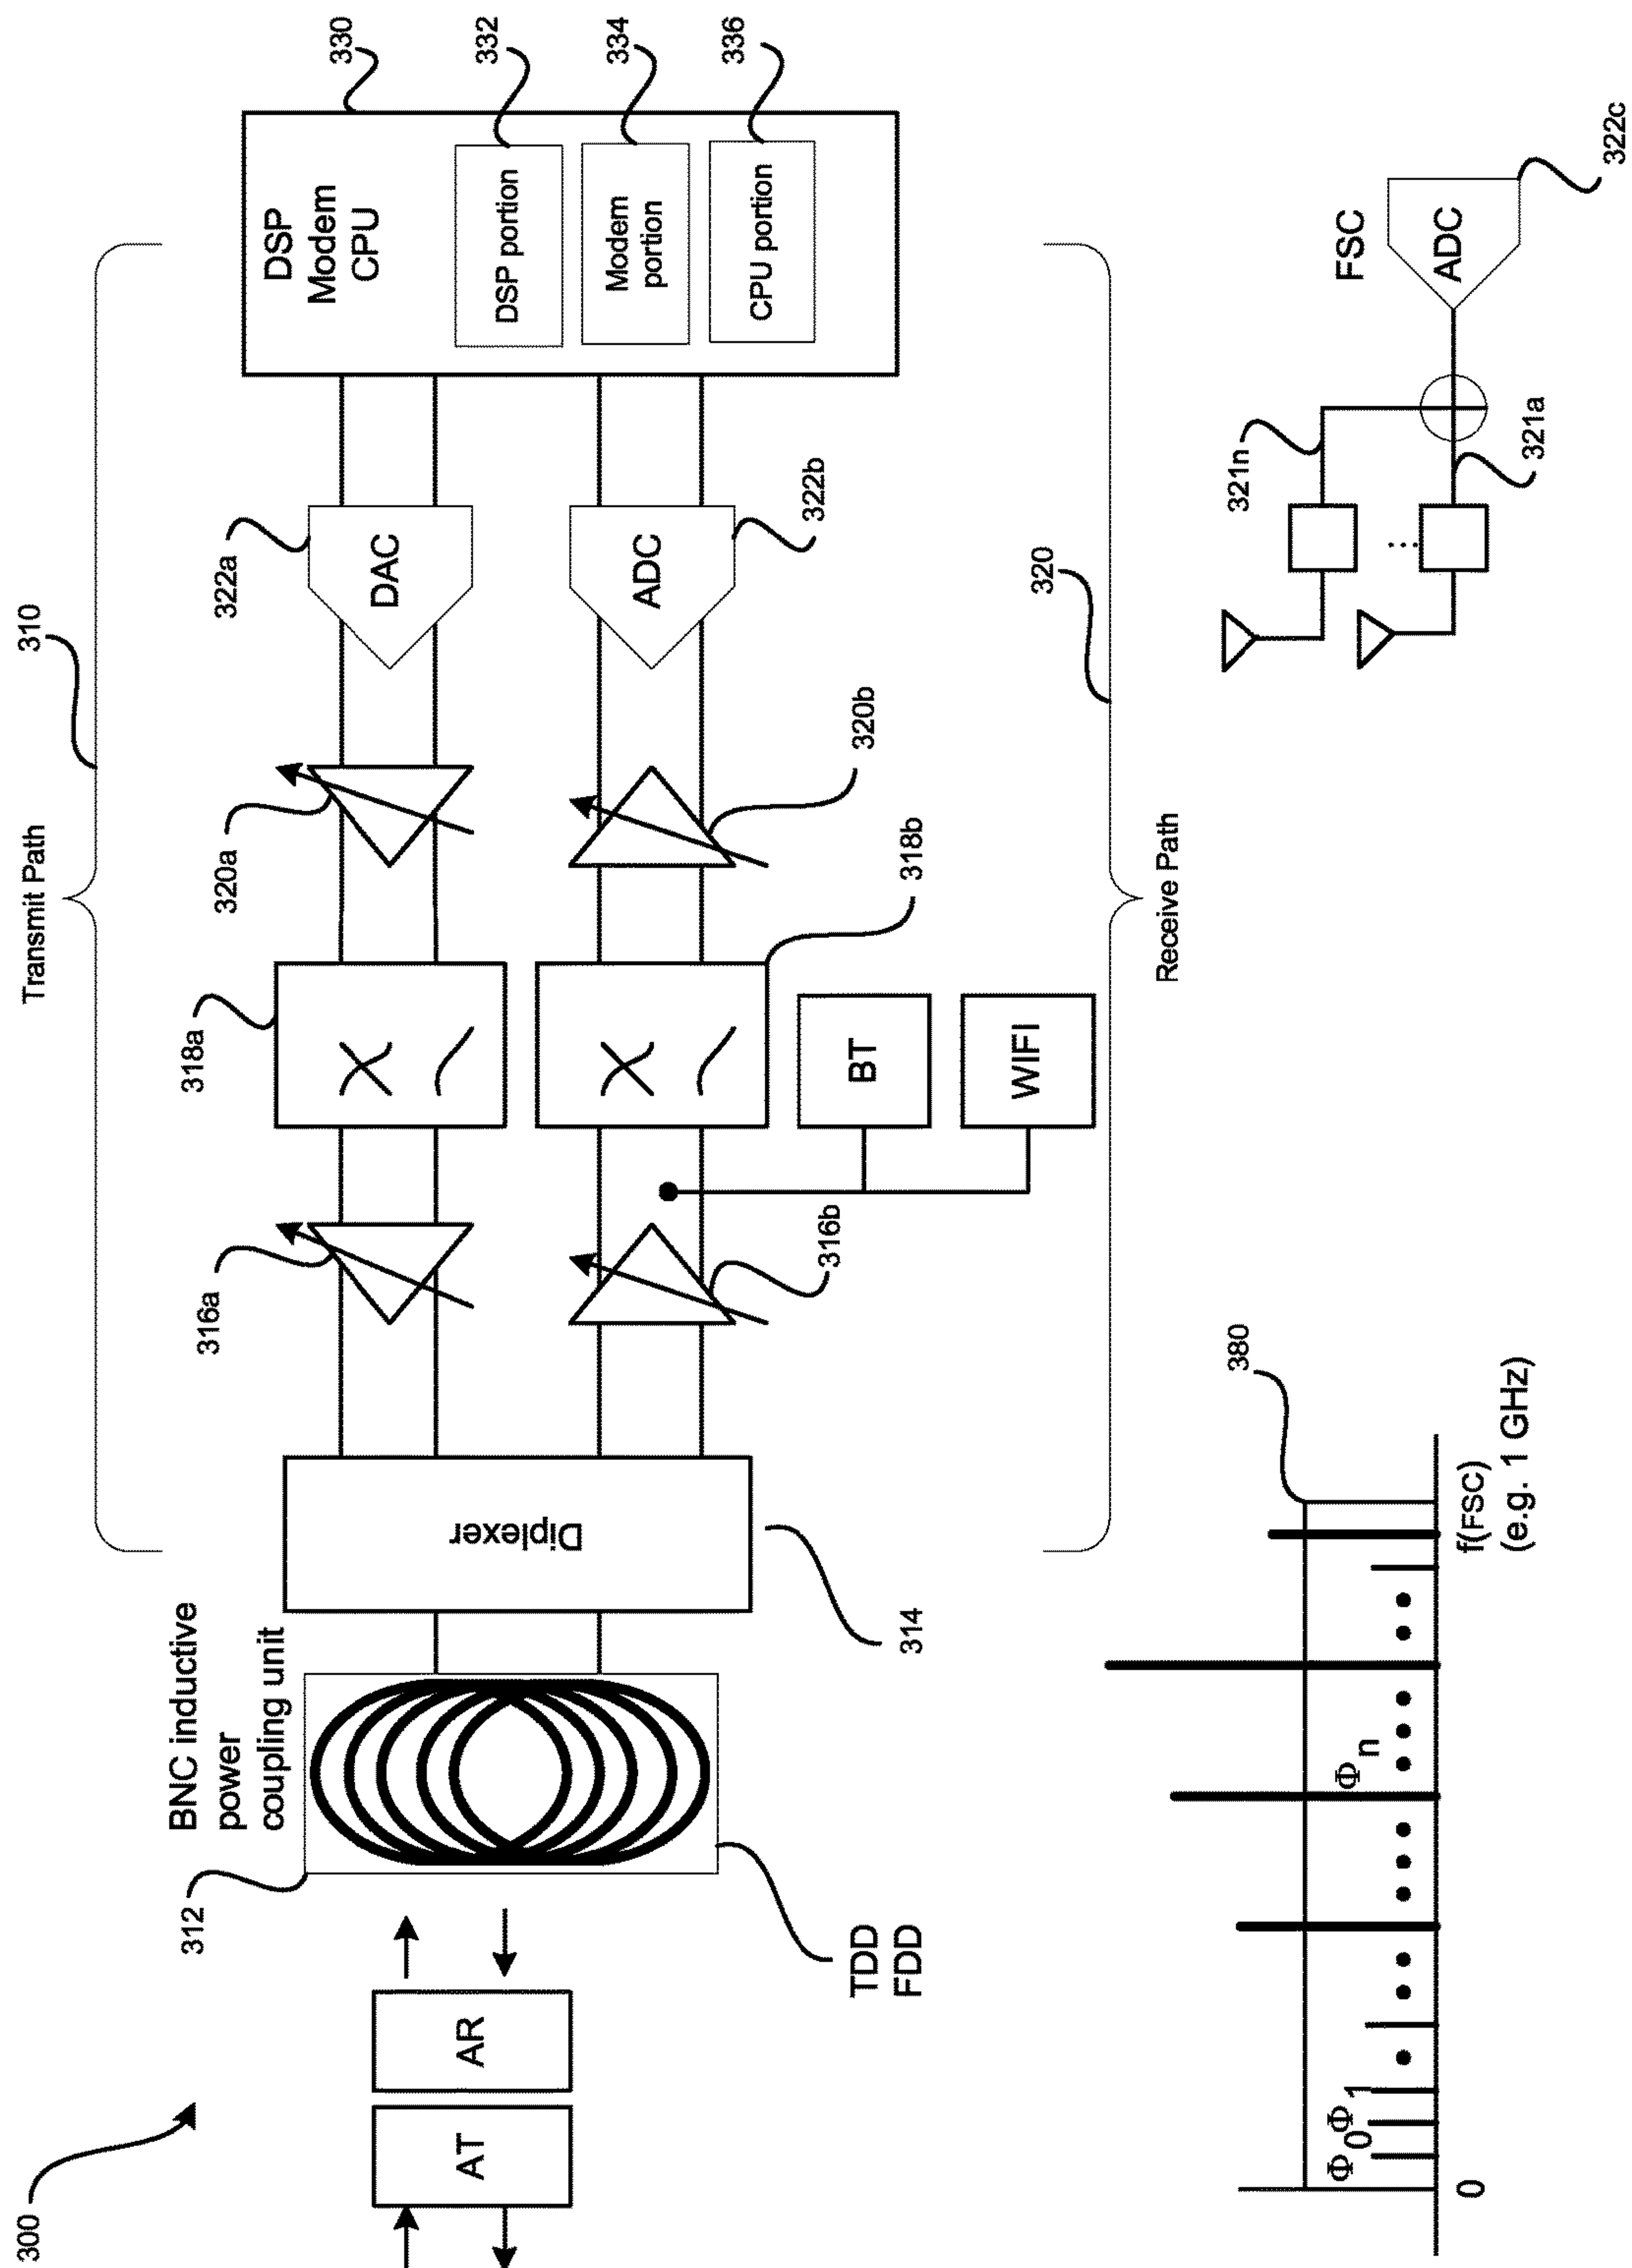 300
Transmit Path
310
AT
AR
312
BNC inductive
power
coupling unit
TDD
FDD
Diplexer
314
316a
316b
318a
318b
BT
WIFI
320a
320b
322a
DAC
ADC
322b
DSP
Modem
CPU
DSP portion
Modem
portion
CPU portion
330
332
334
336
Receive Path
320
0
Φ0
Φ1
Φn
380
f(FSC)
(e.g. 1 GHz)
321n
321a
FSC
ADC
322c